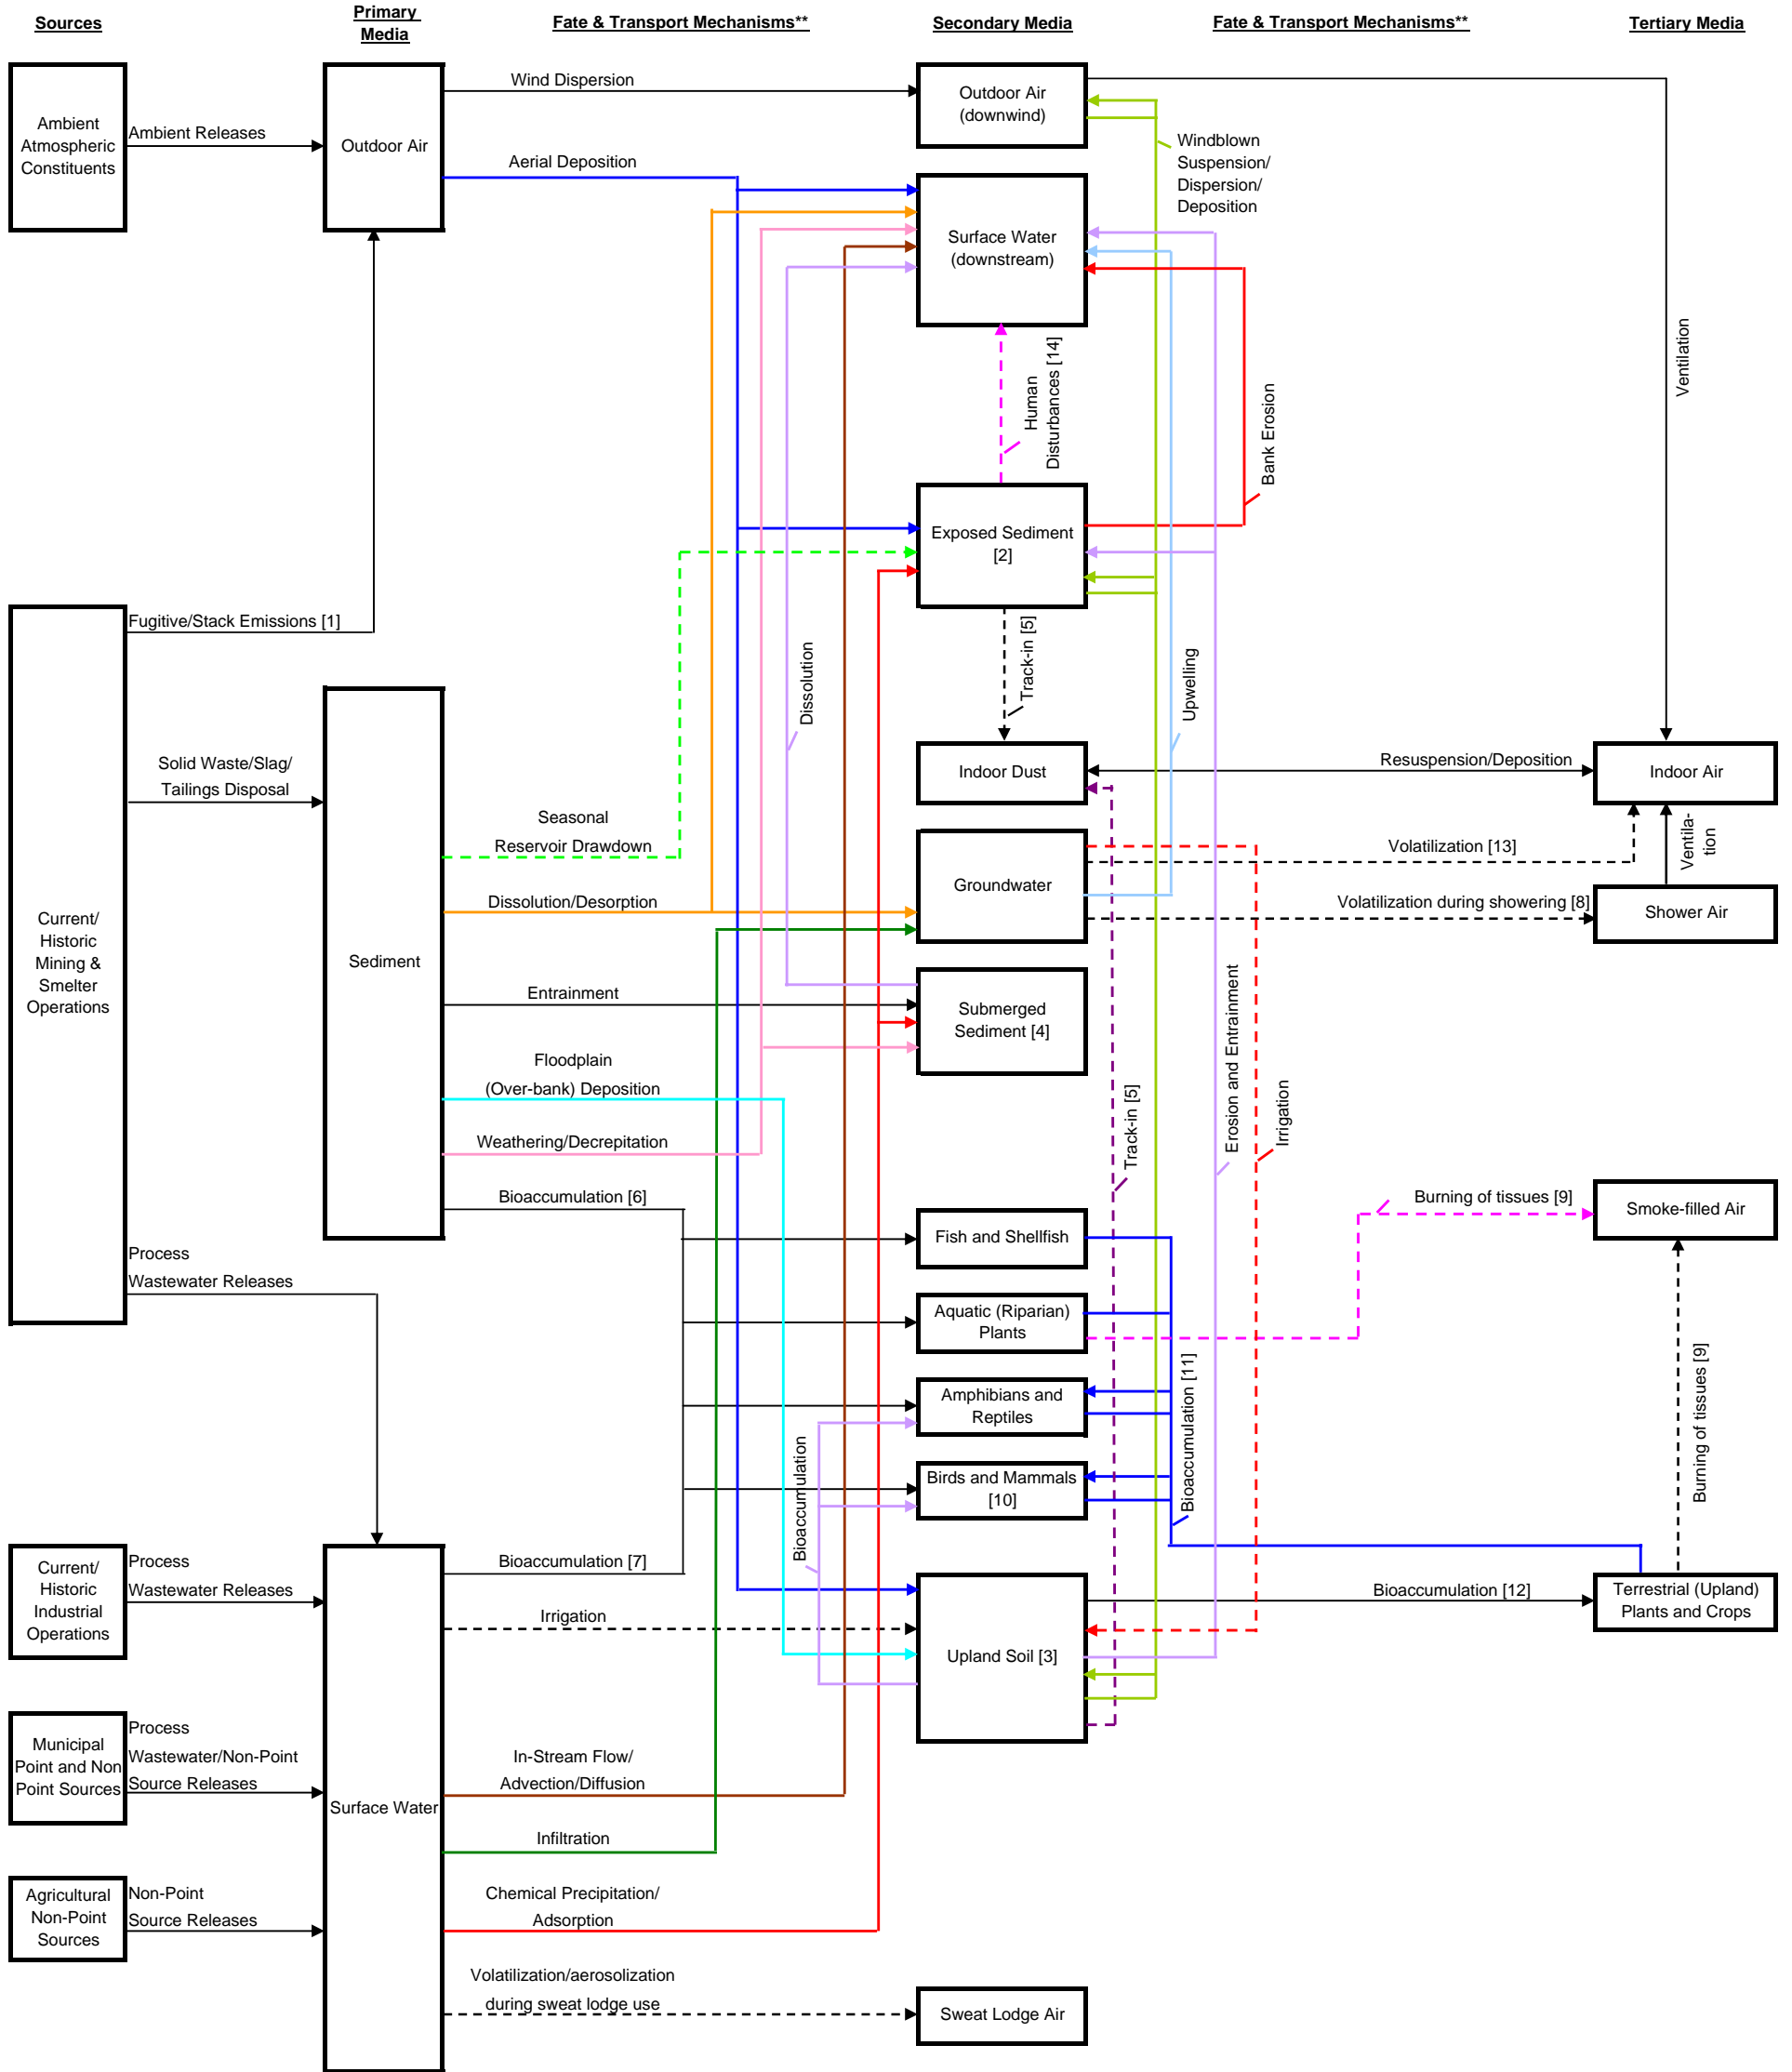 Sources
Primary
Media
Fate & Transport Mechanisms**
Secondary Media
Fate & Transport Mechanisms**
Tertiary Media
Ambient
Atmospheric
Constituents
Ambient Releases
Outdoor Air
Wind Dispersion
Aerial Deposition
Outdoor Air
(downwind)
Windblown
Suspension/
Dispersion/
Deposition
Surface Water
(downstream)
Ventilation
Human
Disturbances [14]
Bank Erosion
Exposed Sediment
[2]
Fugitive/Stack Emissions [1]
Dissolution
Track-in [5]
Upwelling
Solid Waste/Slag/
Tailings Disposal
Indoor Dust
Resuspension/Deposition
Indoor Air
Seasonal
Reservoir Drawdown
Volatilization [13]
Ventila-
tion
Groundwater
Dissolution/Desorption
Volatilization during showering [8]
Shower Air
Current/
Historic
Mining &
Smelter
Operations
Sediment
Entrainment
Submerged
Sediment [4]
Floodplain
(Over-bank) Deposition
Track-in [5]
Erosion and Entrainment
Irrigation
Weathering/Decrepitation
Bioaccumulation [6]
Burning of tissues [9]
Smoke-filled Air
Fish and Shellfish
Process
Wastewater Releases
Aquatic (Riparian)
Plants
Amphibians and
Reptiles
Bioaccumulation [11]
Burning of tissues [9]
Birds and Mammals
[10]
Bioaccumulation
Current/
Historic
Industrial
Operations
Process
Wastewater Releases
Bioaccumulation [7]
Irrigation
Upland Soil [3]
Bioaccumulation [12]
Terrestrial (Upland)
Plants and Crops
Municipal
Point and Non
Point Sources
Process
Wastewater/Non-Point
Source Releases
In-Stream Flow/
Advection/Diffusion
Surface Water
Infiltration
Agricultural
Non-Point
Sources
Non-Point
Source Releases
Chemical Precipitation/
Adsorption
Volatilization/aerosolization
during sweat lodge use
Sweat Lodge Air